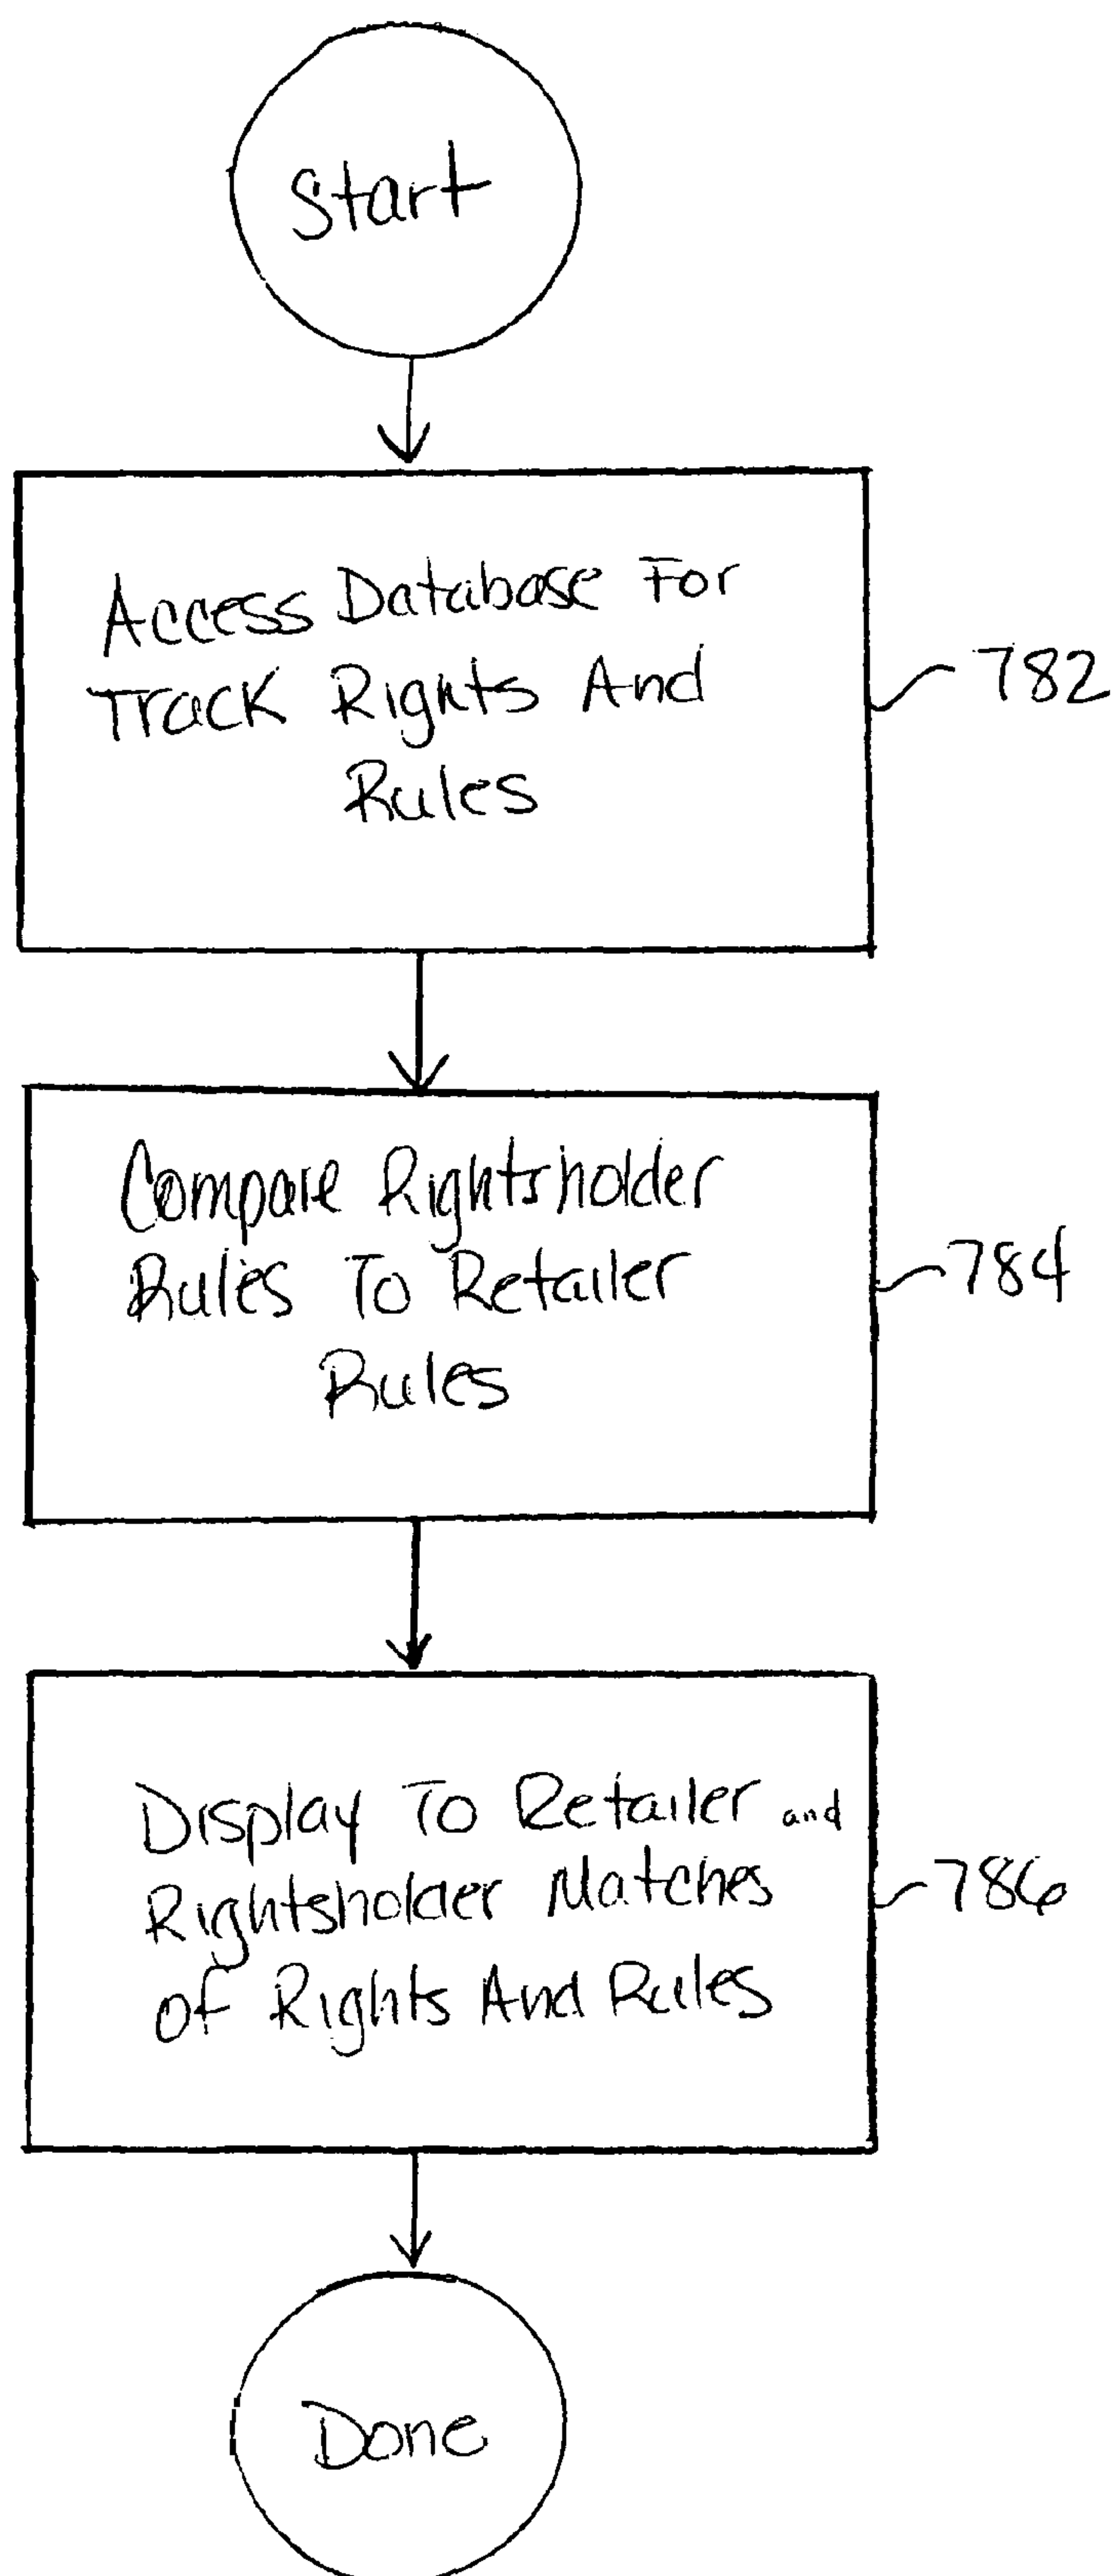 Start
Access Database For
Track Rights And
Rules
782
Compare Rightsholder
Rules To Retailer
Rules
784
Display To Retailer and
Rightsholder Matches
of Rights And Rules
786
Done